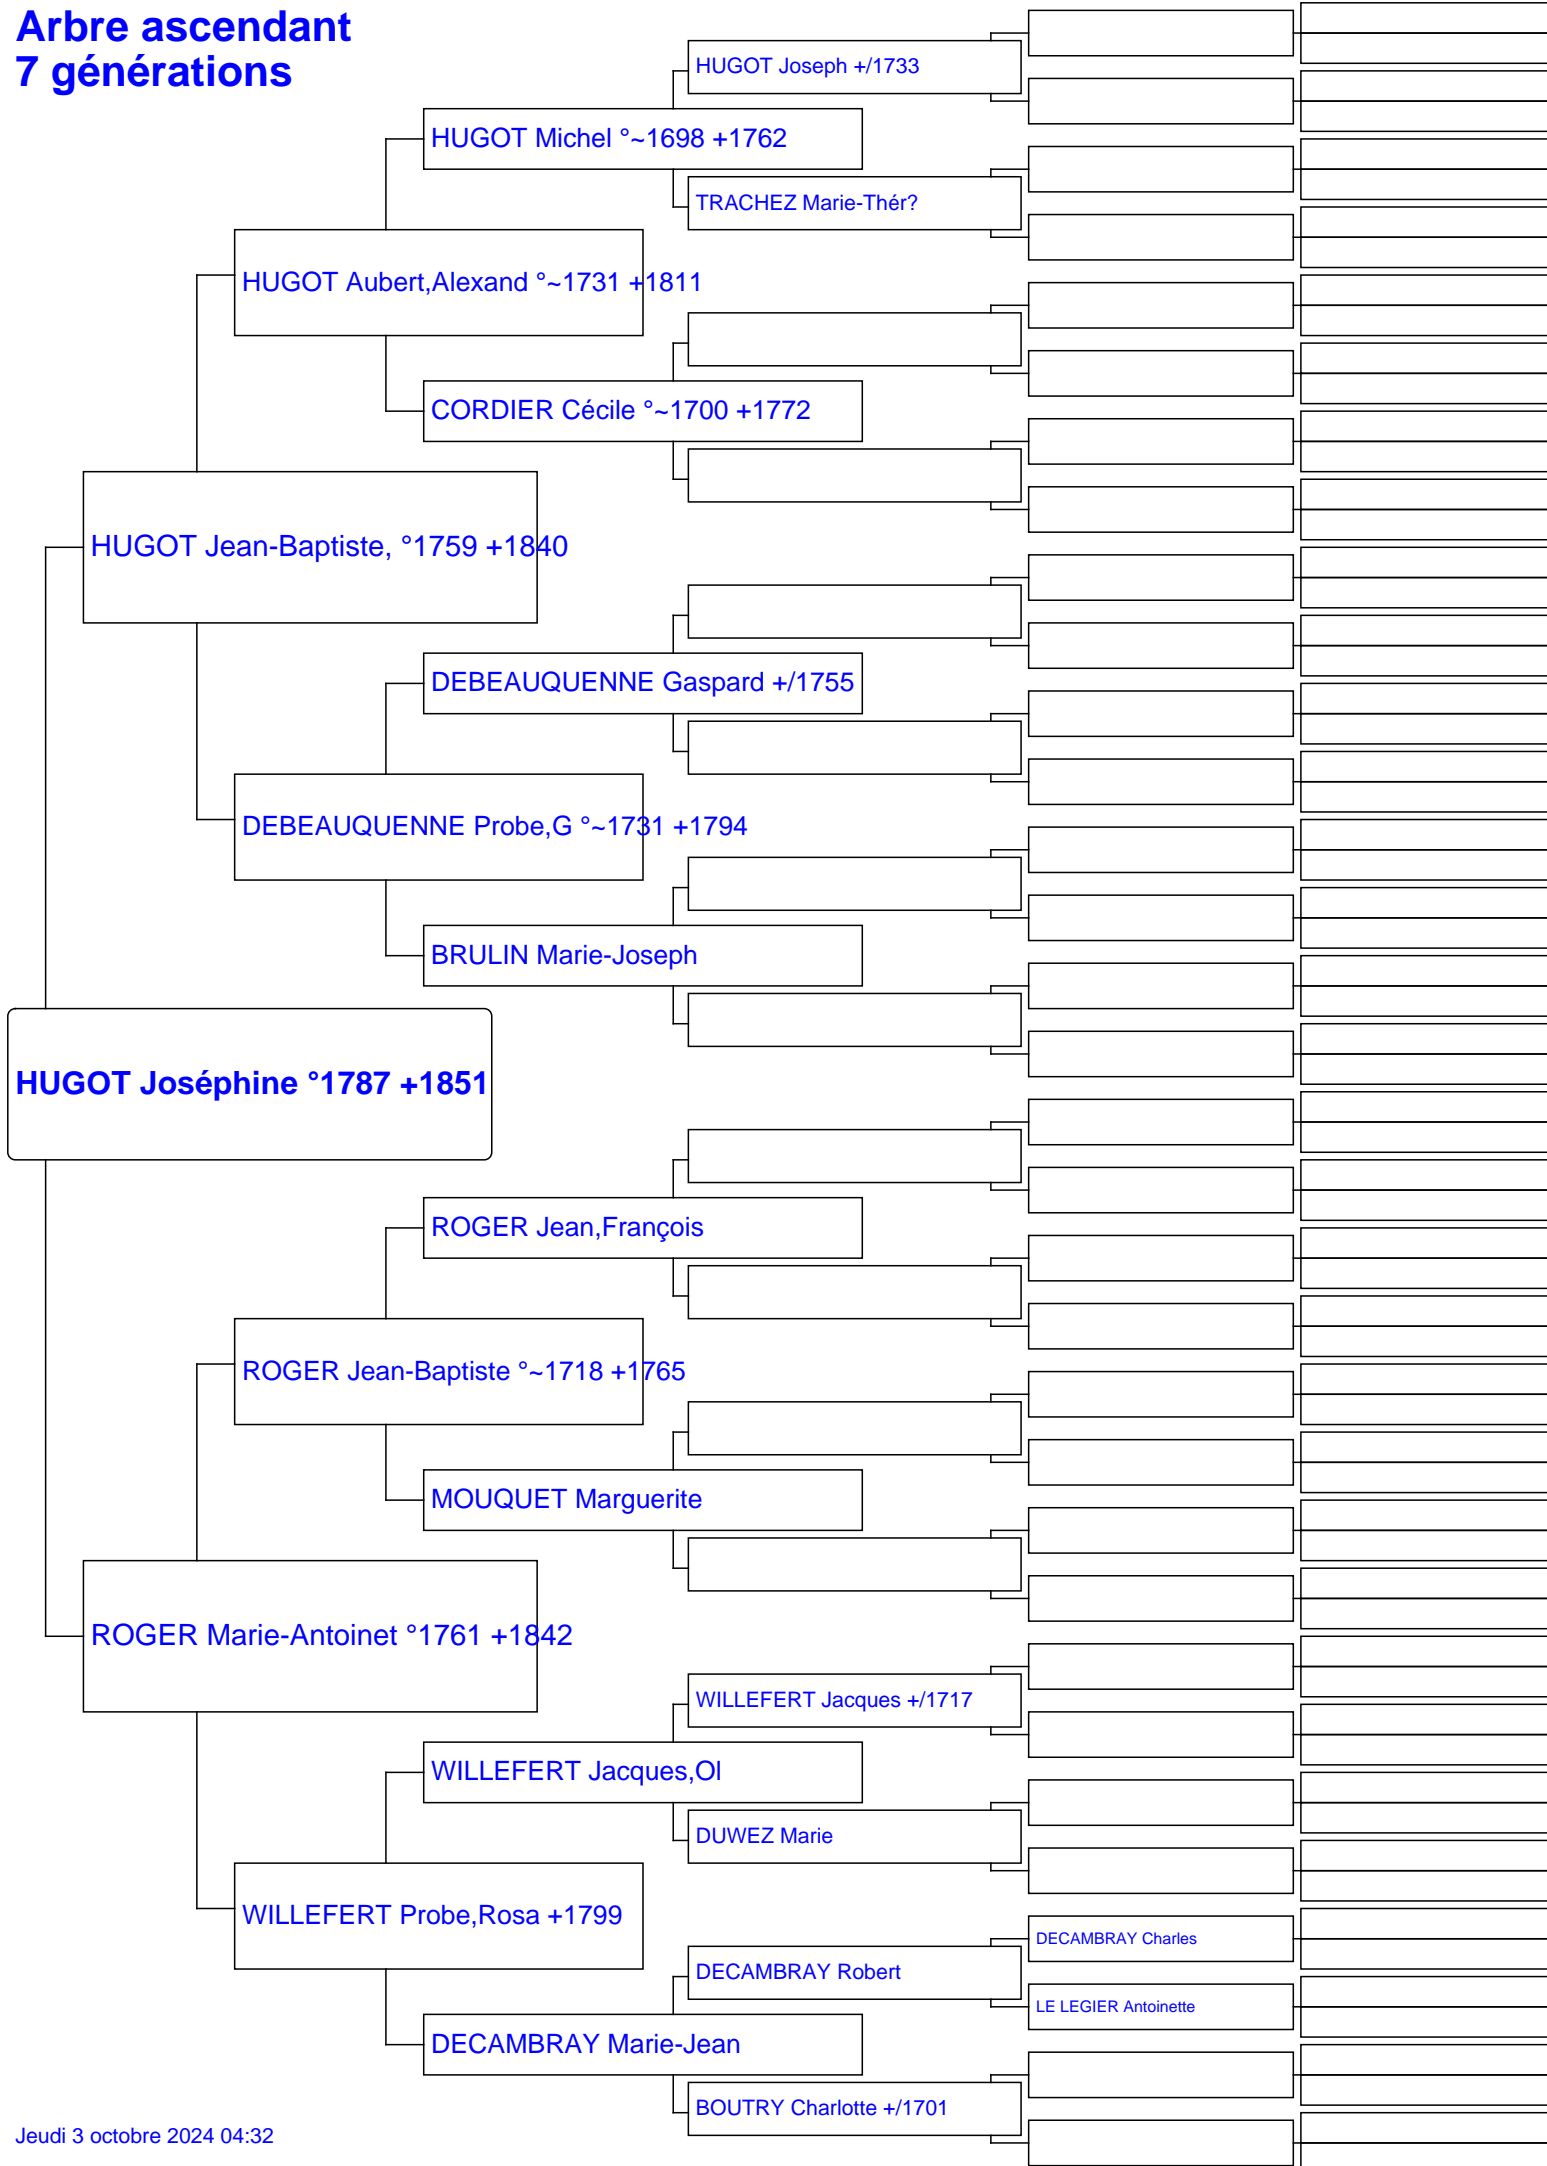 Arbre ascendant
7 générations
HUGOT Joseph +/1733
HUGOT Michel °~1698 +1762
TRACHEZ Marie-Thér?
HUGOT Aubert,Alexand °~1731 +1811
CORDIER Cécile °~1700 +1772
HUGOT Jean-Baptiste, °1759 +1840
DEBEAUQUENNE Gaspard +/1755
DEBEAUQUENNE Probe,G °~1731 +1794
BRULIN Marie-Joseph
HUGOT Joséphine °1787 +1851
ROGER Jean,François
ROGER Jean-Baptiste °~1718 +1765
MOUQUET Marguerite
ROGER Marie-Antoinet °1761 +1842
WILLEFERT Jacques +/1717
WILLEFERT Jacques,Ol
DUWEZ Marie
WILLEFERT Probe,Rosa +1799
DECAMBRAY Charles
DECAMBRAY Robert
LE LEGIER Antoinette
DECAMBRAY Marie-Jean
BOUTRY Charlotte +/1701
Jeudi 3 octobre 2024 04:32